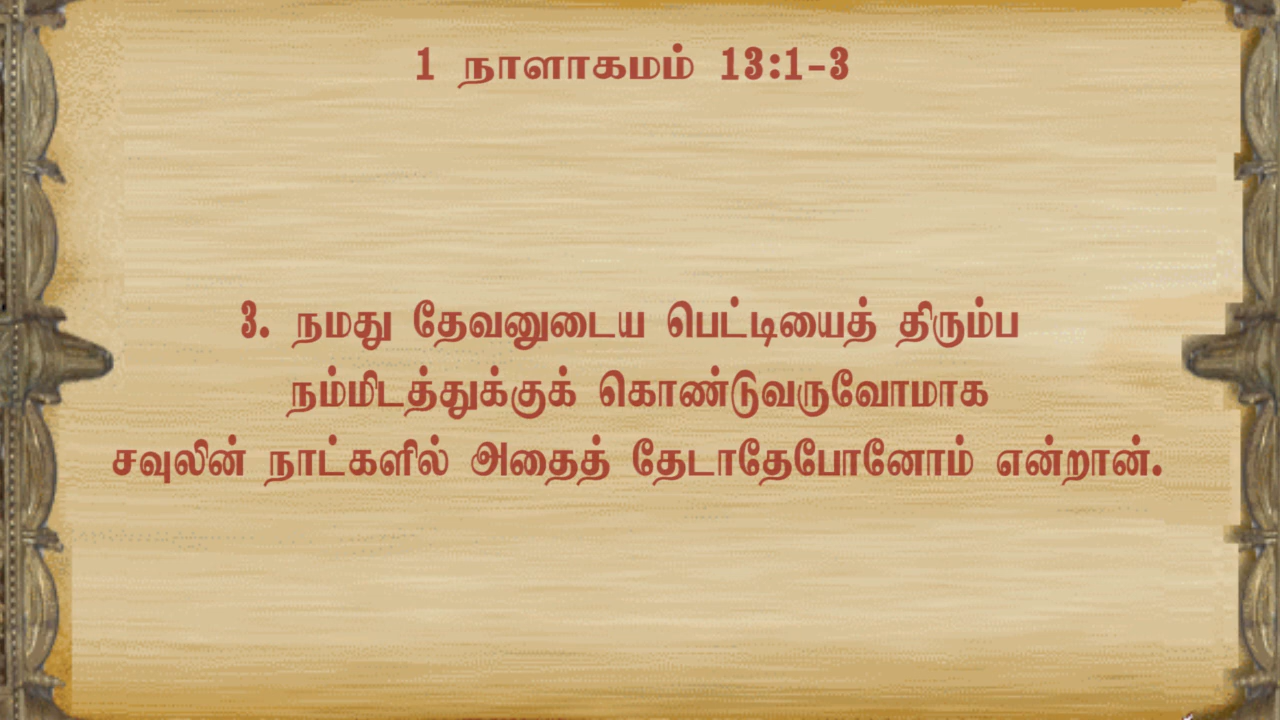 1 நாளாகமம் 13:1-3
3. நமது தேவனுடைய பெட்டியைத் திரும்ப
நம்மிடத்துக்குக் கொண்டுவருவோமாக
சவுலின் நாட்களில் அதைத் தேடாதேபோனோம் என்றான்.